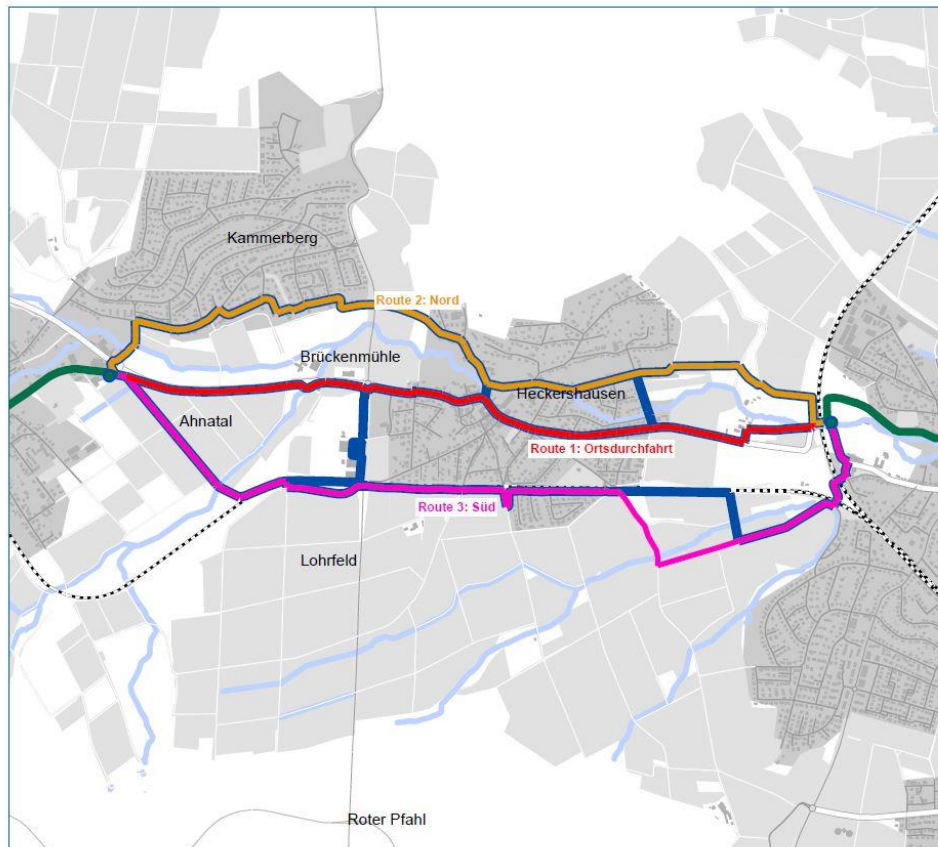 Kammerberg
Route 2: Nord
Brückenmühle
Heckershausen
Ahnatal
Route 1: Ortsdurchfahrt
Route 3: Süd
Lohrfeld
Roter Pfahl